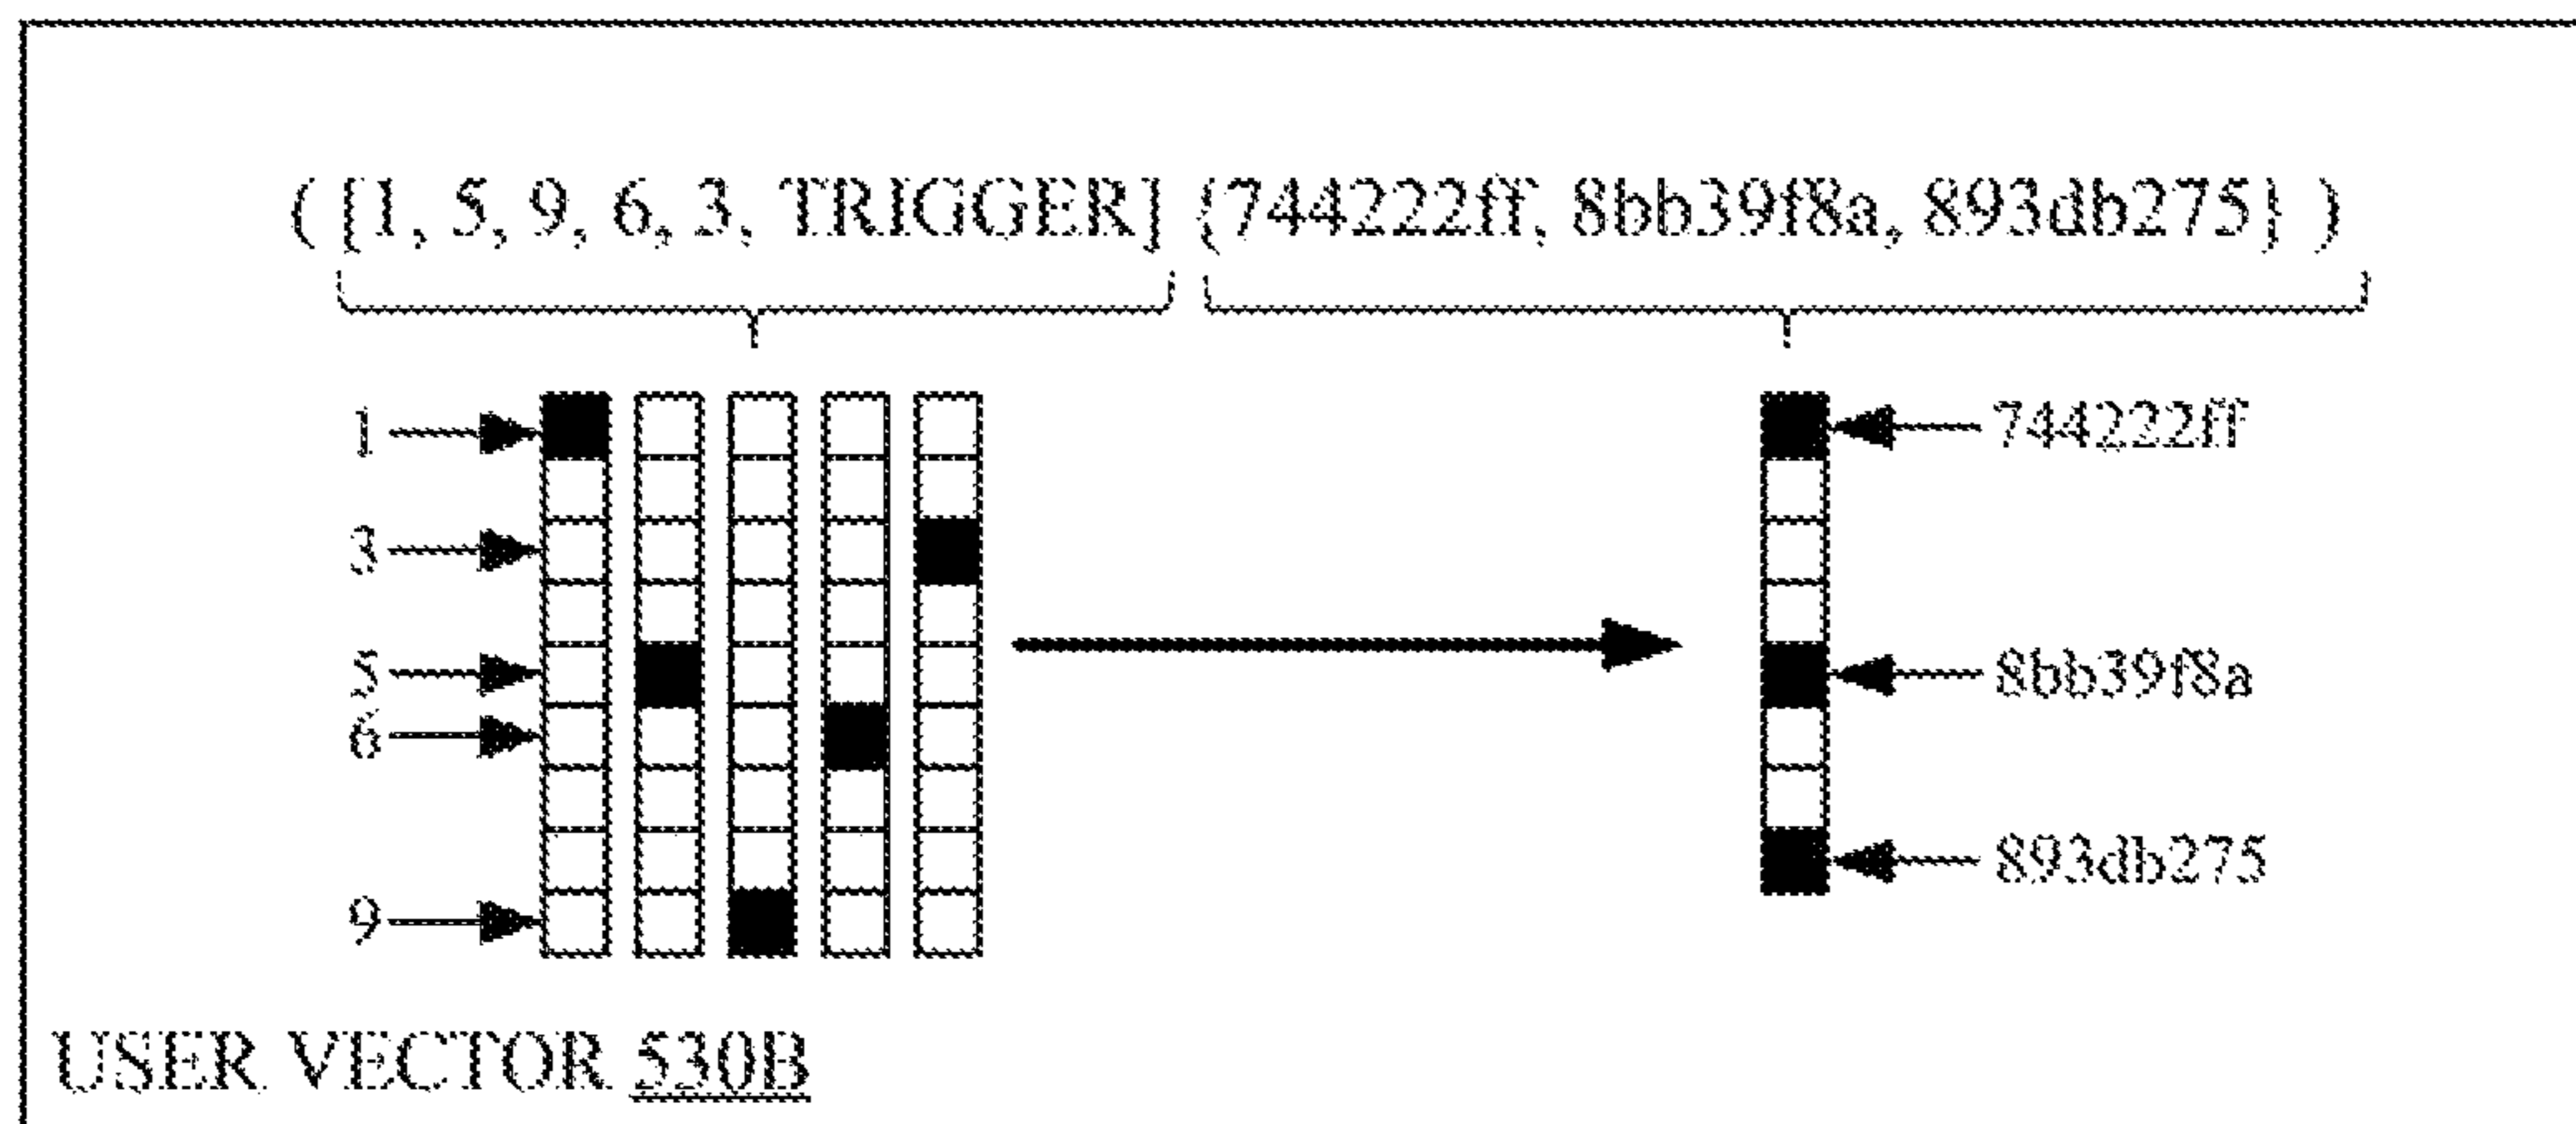 ( [1, 5, 9, 6, 3, TRIGGER] {744222ff, 8bb39f8a, 893db275} )
1
744222ff
3
5
8bb39f8a
6
893db275
9
USER VECTOR 530B